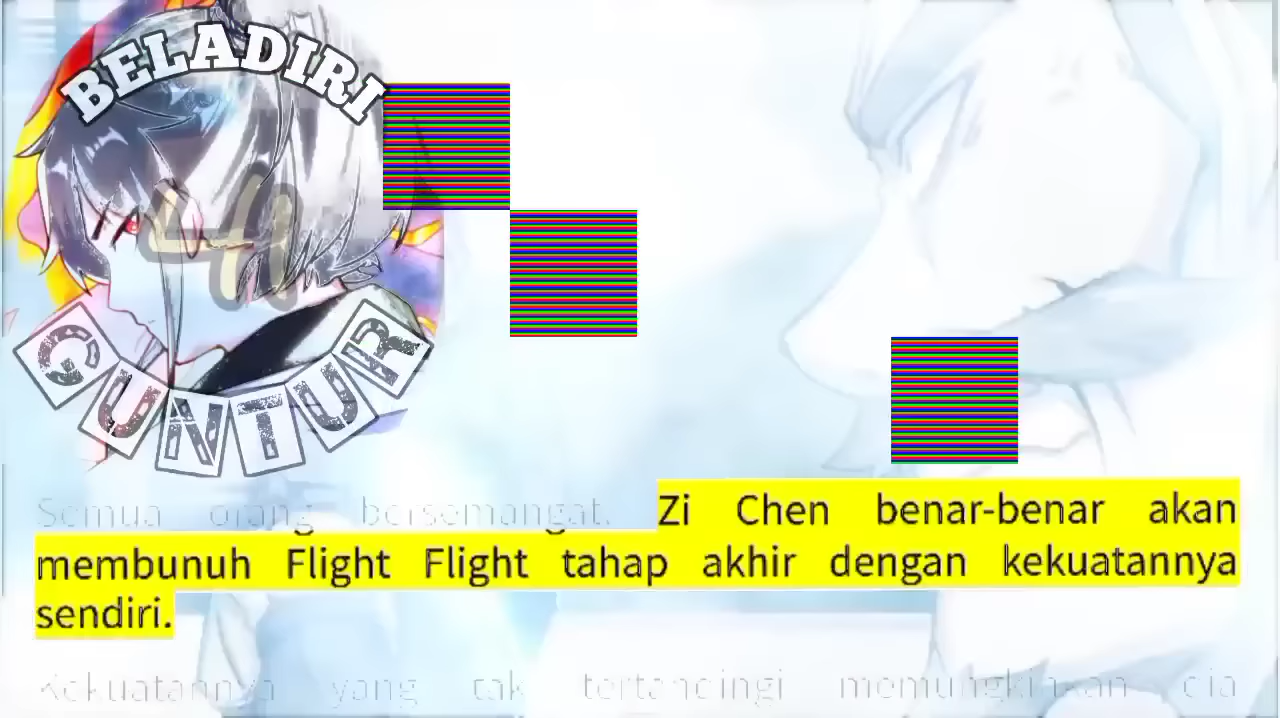 BELADIRI
GUNTUR
Semua orang bersemangat. Zi Chen benar-benar akan
membunuh Flight Flight tahap akhir dengan kekuatannya
sendiri.
Kekuatannya yang tak tertandingi memungkinkan dia